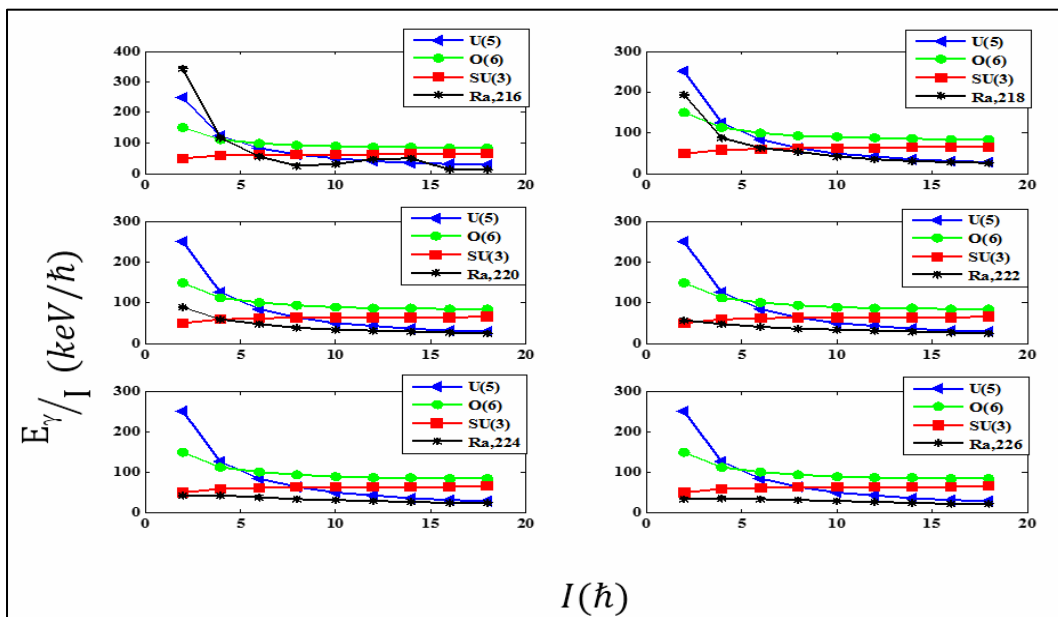 400
300
200
100
0
0
5
10
15
20
U(5)
O(6)
SU(3)
Ra,216
300
200
100
0
0
5
10
15
20
U(5)
O(6)
SU(3)
Ra,218
300
200
100
0
0
5
10
15
20
U(5)
O(6)
SU(3)
Ra,220
300
200
100
0
0
5
10
15
20
U(5)
O(6)
SU(3)
Ra,222
300
200
100
0
0
5
10
15
20
U(5)
O(6)
SU(3)
Ra,224
300
200
100
0
0
5
10
15
20
U(5)
O(6)
SU(3)
Ra,226
Eγ/I (keV/ℏ)
I(ℏ)